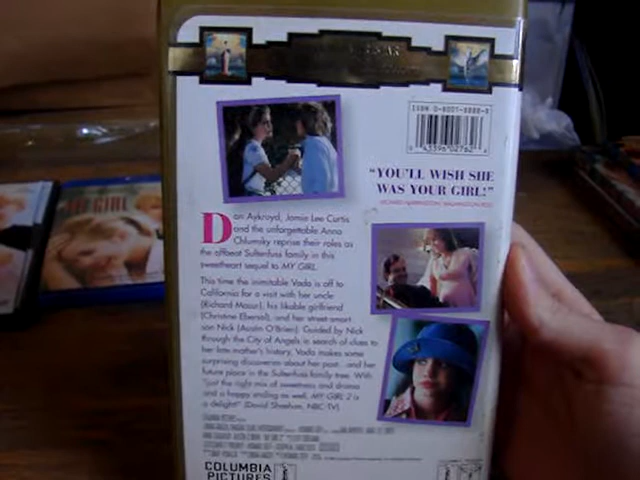 "YOU'LL WISH SHE
WAS YOUR GIRL!"
Dan Aykroyd, Jamie Lee Curtis
and the unforgettable Anna
Chlumsky reprise their roles as
the offbeat Sultenfuss family in this
sweetheart sequel to MY GIRL.
This time the inimitable Vada is off to
California for a visit with her uncle
(Richard Masur), his likable girlfriend
(Christine Ebersol), and her street-smart
son Nick (Austin O'Brien). Guided by Nick
through the City of Angels in search of clues to
her late mother's history, Vada makes some
surprising discoveries about her past...and her
future place in the Sultenfuss family tree. With
"just the right mix of sweetness and drama
and a happy ending as well, MY GIRL 2 is
a delight!" (David Sheehan, NBC-TV)
COLUMBIA
PICTURES
GIRL